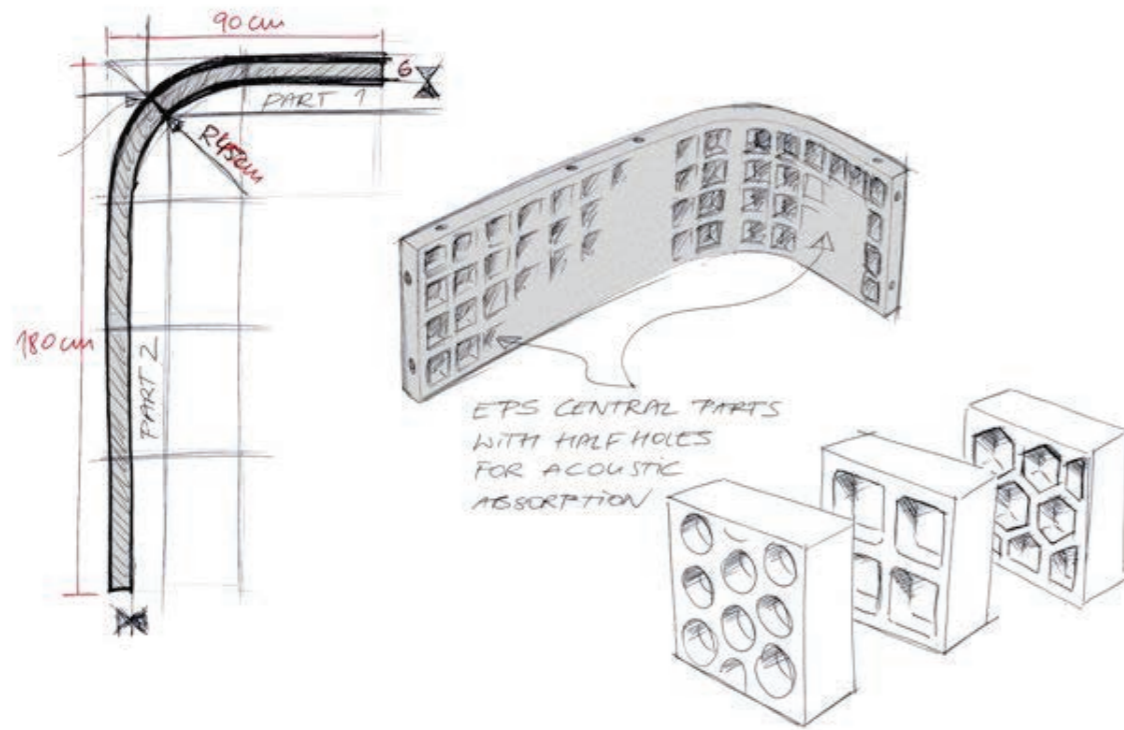 90 cm
6
PART 1
R45cm
180 cm
PART 2
EPS CENTRAL PARTS
WITH HALF HOLES
FOR ACOUSTIC
ABSORPTION